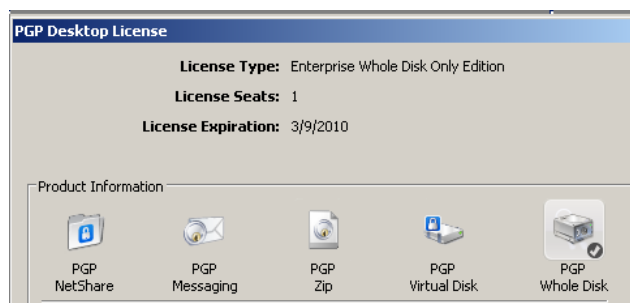 PGP Desktop License
License Type: Enterprise Whole Disk Only Edition
License Seats: 1
License Expiration: 3/9/2010
Product Information
PGP NetShare
PGP Messaging
PGP Zip
PGP Virtual Disk
PGP Whole Disk